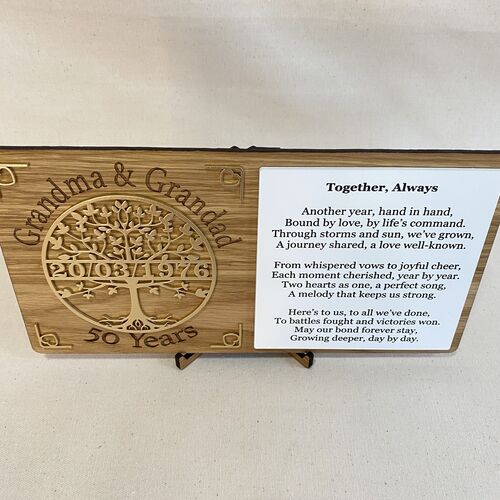 Grandma & Grandad
20/03/1976
50 Years
Together, Always
Another year, hand in hand,
Bound by love, by life's command.
Through storms and sun, we've grown,
A journey shared, a love well-known.
From whispered vows to joyful cheer,
Each moment cherished, year by year.
Two hearts as one, a perfect song,
A melody that keeps us strong.
Here's to us, to all we've done,
To battles fought and victories won.
May our bond forever stay,
Growing deeper, day by day.